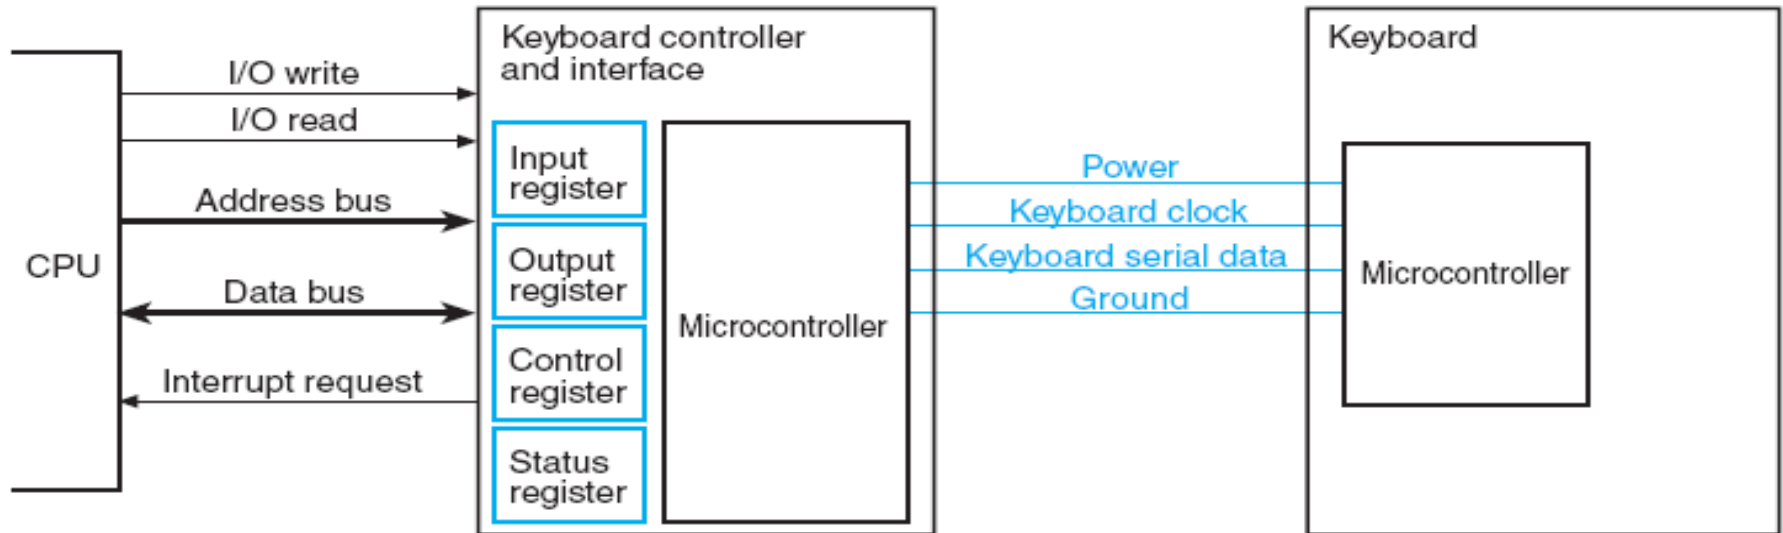 CPU
I/O write
I/O read
Address bus
Data bus
Interrupt request
Keyboard controller
and interface
Input
register
Output
register
Control
register
Status
register
Microcontroller
Power
Keyboard clock
Keyboard serial data
Ground
Keyboard
Microcontroller